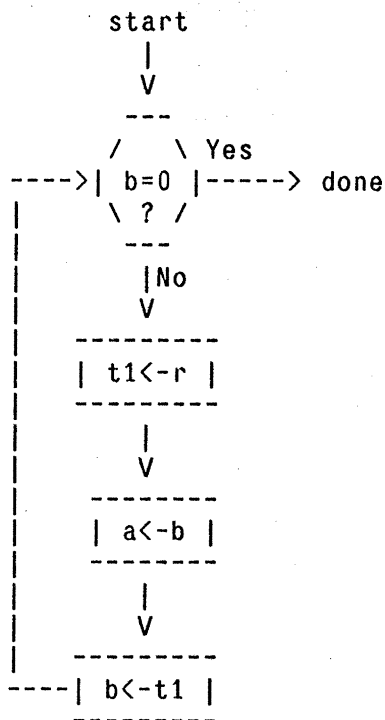 start
Yes
b=0
done
?
No
t1<-r
a<-b
b<-t1